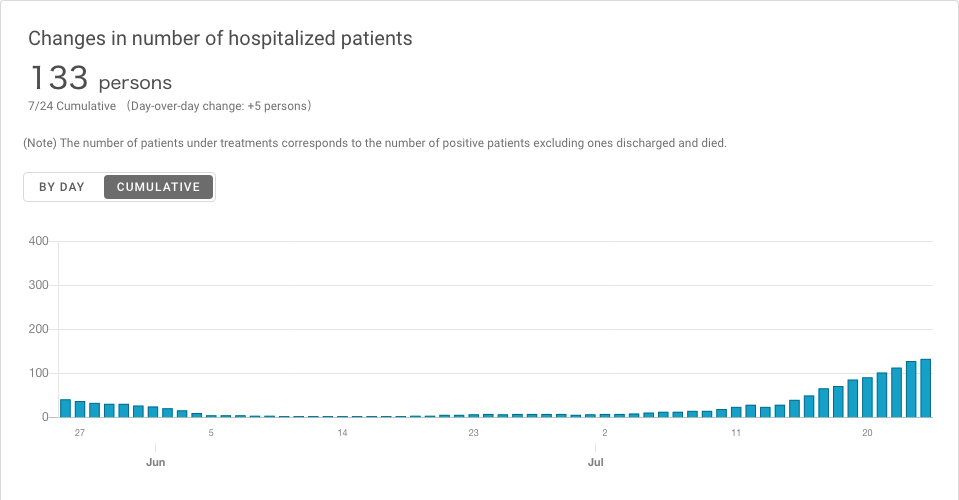 Changes in number of hospitalized patients
133 persons
7/24 Cumulative （Day-over-day change: +5 persons）
(Note) The number of patients under treatments corresponds to the number of positive patients excluding ones discharged and died.
BY DAY CUMULATIVE
400
300
200
100
0
27 5 14 23 2 11 20
Jun Jul